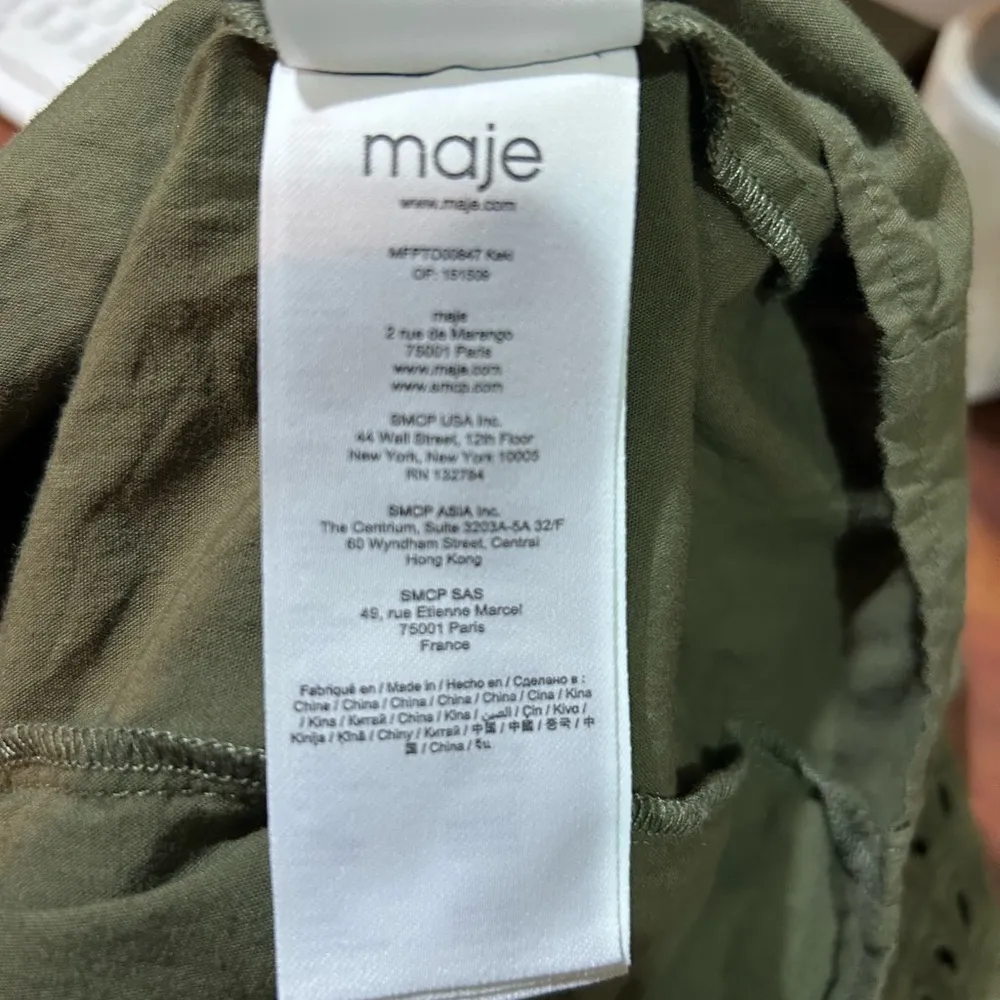 maje
www.maje.com
MFPTO00847 Kaki
OP: 151509
maje
2 rue de Marengo
75001 Paris
www.maje.com
www.smcp.com
SMCP USA Inc.
44 Wall Street, 12th Floor
New York, New York 10005
RN 132784
SMCP ASIA Inc.
The Centrium, Suite 3203A-5A 32/F
60 Wyndham Street, Central
Hong Kong
SMCP SAS
49, rue Etienne Marcel
75001 Paris
France
Fabriqué en / Made in / Hecho en / Сделано в :
Chine / China / China / China / China / Cina / Kina
/ Kina / Китай / China / Kina / الصين / Çin / Kivo /
Kinija / Ķīnā / Chiny / Китай / 中国 / 中國 / 중국 / 中
国 / China / จีน